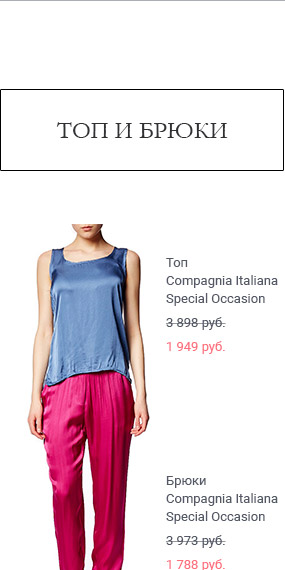 ТОП И БРЮКИ
Топ
Compagnia Italiana
Special Occasion
3 898 руб.
1 949 руб.
Брюки
Compagnia Italiana
Special Occasion
3 973 руб.
1 788 руб.